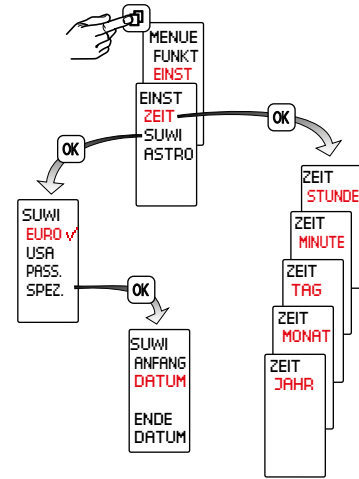 MENUE
FUNKT
EINST
EINST
ZEIT
SUWI
ASTRO
OK
OK
SUWI
EURO ✓
USA
PASS.
SPEZ.
OK
SUWI
ANFANG
DATUM
ENDE
DATUM
ZEIT
STUNDE
ZEIT
MINUTE
ZEIT
TAG
ZEIT
MONAT
ZEIT
JAHR